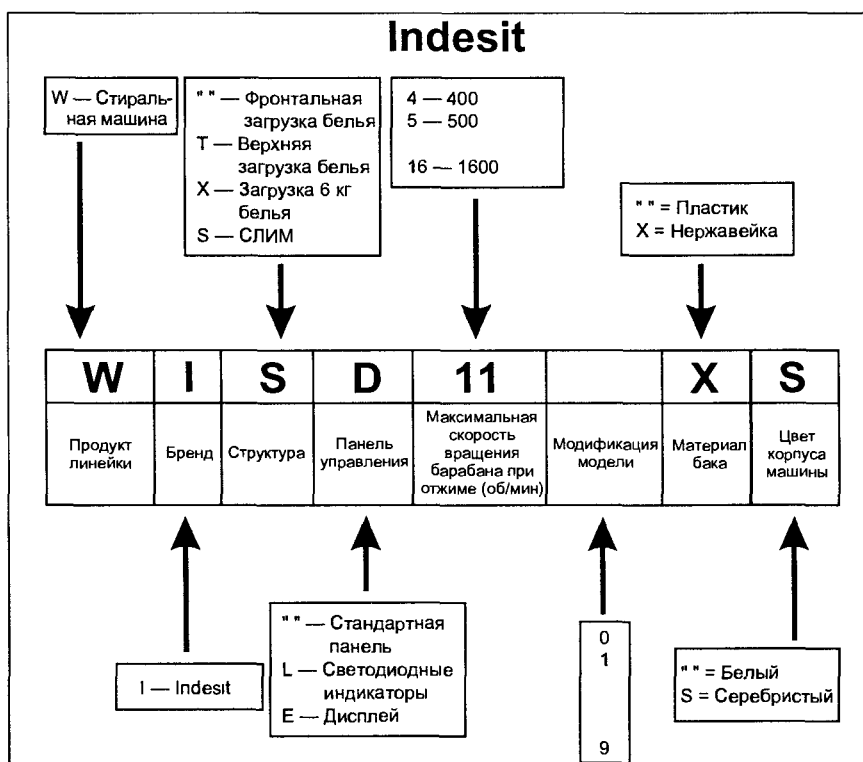 Indesit
W — Стираль-
ная машина
" " — Фронтальная
загрузка белья
T — Верхняя
загрузка белья
X — Загрузка 6 кг
белья
S — СЛИМ
4 — 400
5 — 500
16 — 1600
" " = Пластик
X = Нержавейка
W I S D 11 X S
Продукт
линейки
Бренд
Структура
Панель
управления
Максимальная
скорость
вращения
барабана при
отжиме (об/мин)
Модификация
модели
Материал
бака
Цвет
корпуса
машины
I — Indesit
" " — Стандартная
панель
L — Светодиодные
индикаторы
E — Дисплей
0
1
9
" " = Белый
S = Серебристый